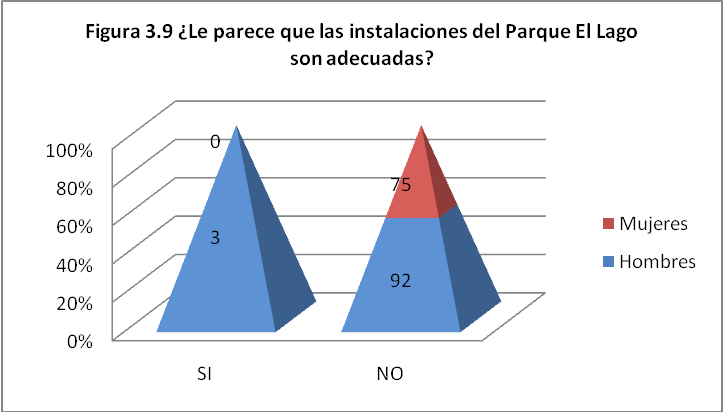 Figura 3.9 ¿Le parece que las instalaciones del Parque El Lago
son adecuadas?
100%
80%
60%
40%
20%
0%
0
3
75
92
SI
NO
Mujeres
Hombres